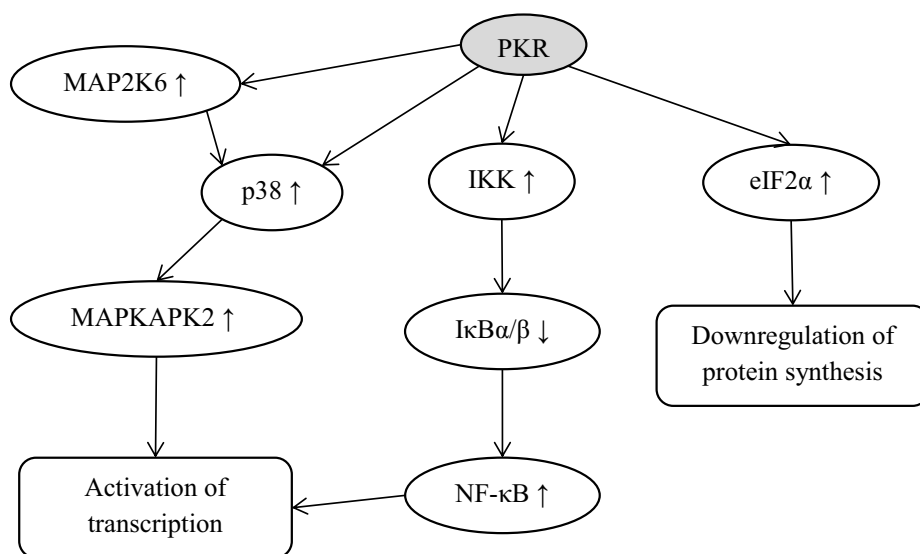 PKR
MAP2K6 ↑
p38 ↑
IKK ↑
eIF2α ↑
MAPKAPK2 ↑
IκBα/β ↓
Downregulation of
protein synthesis
Activation of
transcription
NF-κB ↑